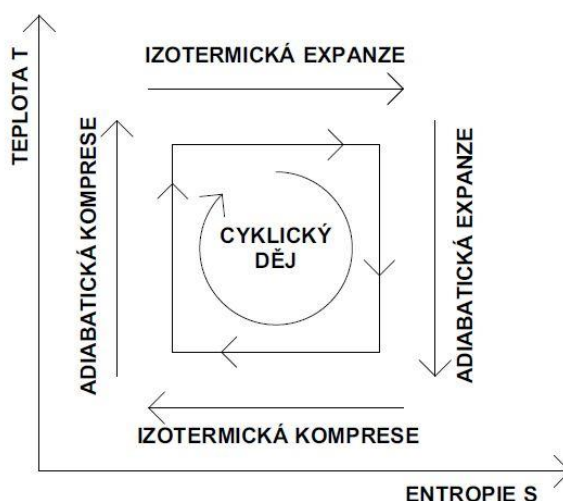 TEPLOTA T
IZOTERMICKÁ EXPANZE
ADIABATICKÁ KOMPRESE
CYKLICKÝ
DĚJ
ADIABATICKÁ EXPANZE
IZOTERMICKÁ KOMPRESE
ENTROPIE S